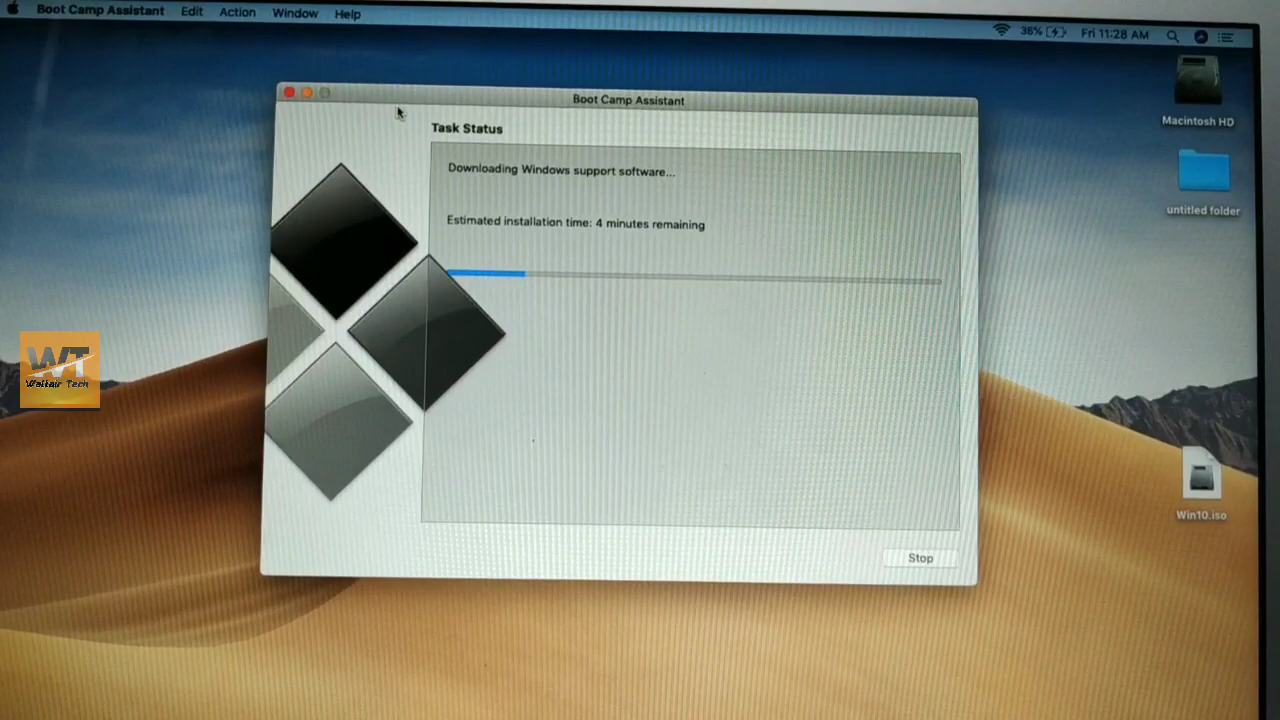 Boot Camp Assistant Edit Action Window Help 36% Fri 11:28 AM
Boot Camp Assistant
Task Status
Downloading Windows support software...
Estimated installation time: 4 minutes remaining
Stop
Macintosh HD
untitled folder
Win10.iso
WT
Waltair Tech